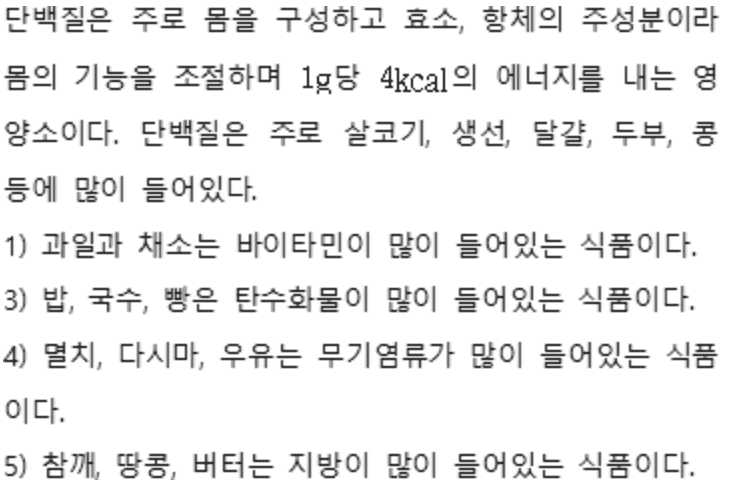 단백질은 주로 몸을 구성하고 효소, 항체의 주성분이라
몸의 기능을 조절하며 1g당 4kcal의 에너지를 내는 영
양소이다. 단백질은 주로 살코기, 생선, 달걀, 두부, 콩
등에 많이 들어있다.
1) 과일과 채소는 바이타민이 많이 들어있는 식품이다.
3) 밥, 국수, 빵은 탄수화물이 많이 들어있는 식품이다.
4) 멸치, 다시마, 우유는 무기염류가 많이 들어있는 식품
이다.
5) 참깨, 땅콩, 버터는 지방이 많이 들어있는 식품이다.